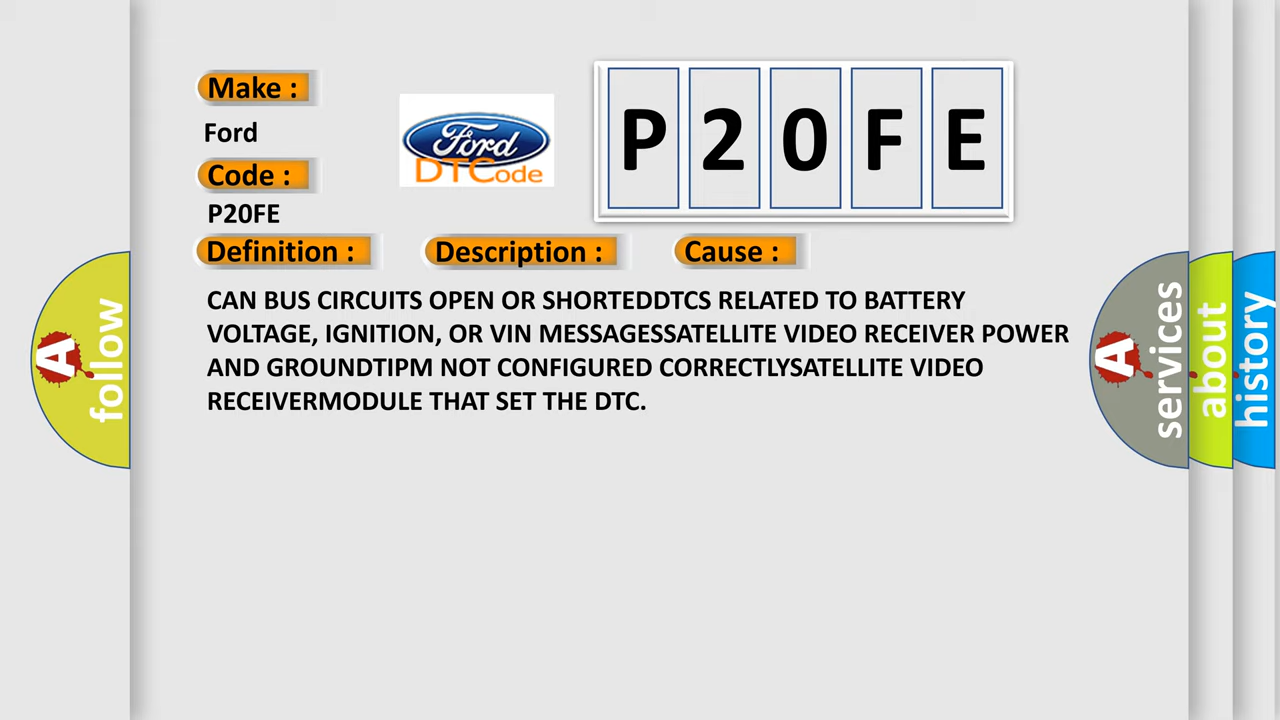 Make :
Ford
Code :
P20FE
Ford
DTCode
P20FE
Definition :
Description :
Cause :
CAN BUS CIRCUITS OPEN OR SHORTEDDTCS RELATED TO BATTERY
VOLTAGE, IGNITION, OR VIN MESSAGESSATELLITE VIDEO RECEIVER POWER
AND GROUNDTIPM NOT CONFIGURED CORRECTLYSATELLITE VIDEO
RECEIVERMODULE THAT SET THE DTC.
A
follow
A
services
about
history